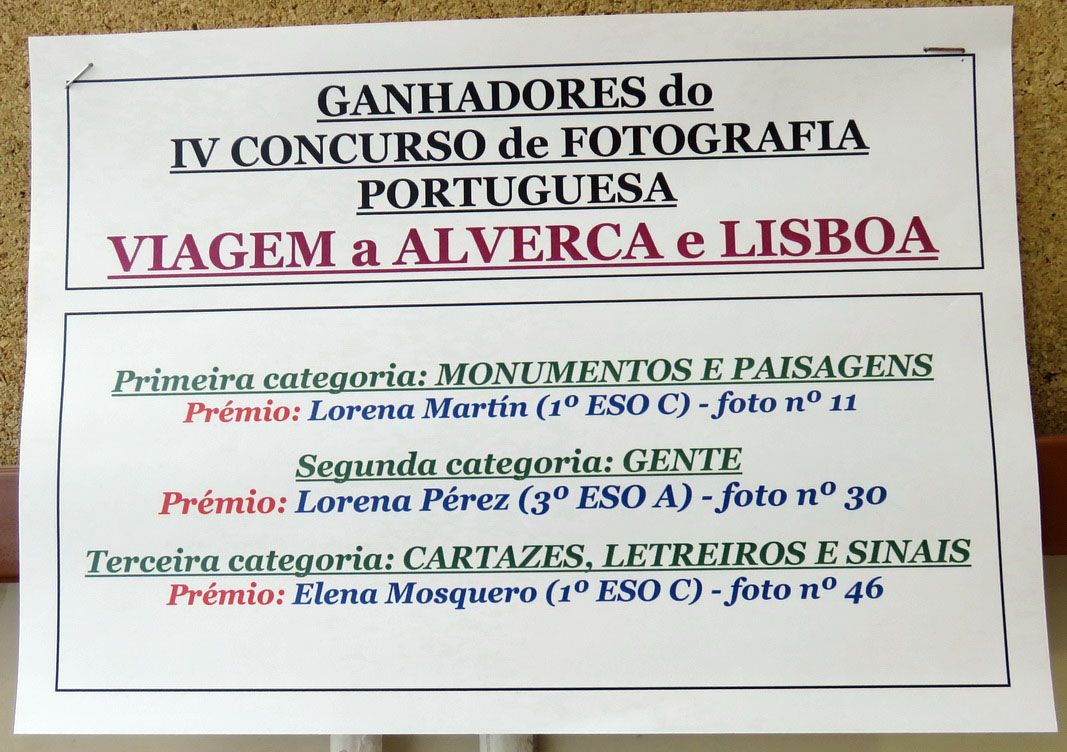 GANHADORES do
IV CONCURSO de FOTOGRAFIA
PORTUGUESA
VIAGEM a ALVERCA e LISBOA
Primeira categoria: MONUMENTOS E PAISAGENS
Prémio: Lorena Martín (1º ESO C) - foto nº 11
Segunda categoria: GENTE
Prémio: Lorena Pérez (3º ESO A) - foto nº 30
Terceira categoria: CARTAZES, LETREIROS E SINAIS
Prémio: Elena Mosquero (1º ESO C) - foto nº 46